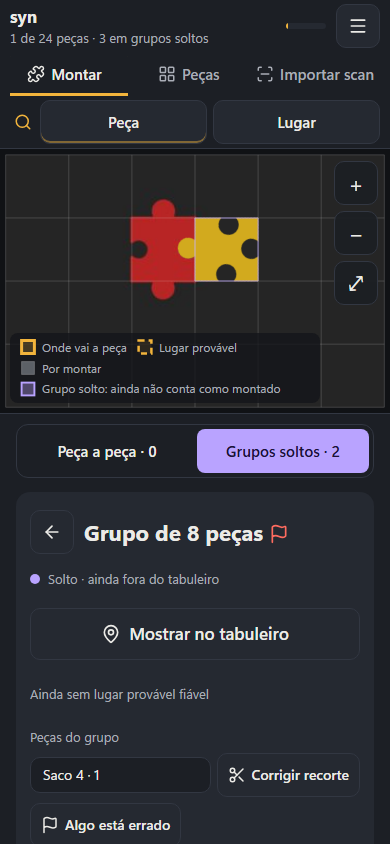 syn
1 de 24 peças · 3 em grupos soltos
Montar
Peças
Importar scan
Peça
Lugar
+
−
Onde vai a peça
Lugar provável
Por montar
Grupo solto: ainda não conta como montado
Peça a peça · 0
Grupos soltos · 2
Grupo de 8 peças
Solto · ainda fora do tabuleiro
Mostrar no tabuleiro
Ainda sem lugar provável fiável
Peças do grupo
Saco 4 · 1
Corrigir recorte
Algo está errado